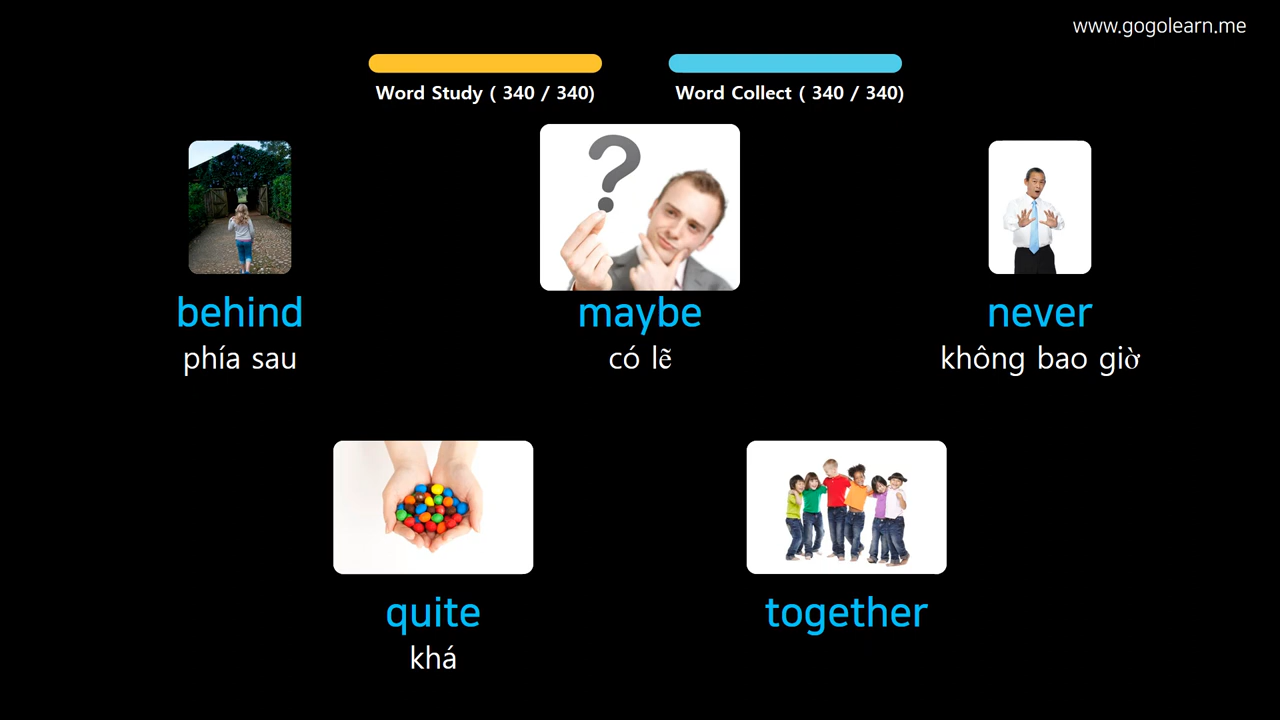 www.gogolearn.me
Word Study ( 340 / 340)
Word Collect ( 340 / 340)
behind
phía sau
maybe
có lẽ
never
không bao giờ
quite
khá
together